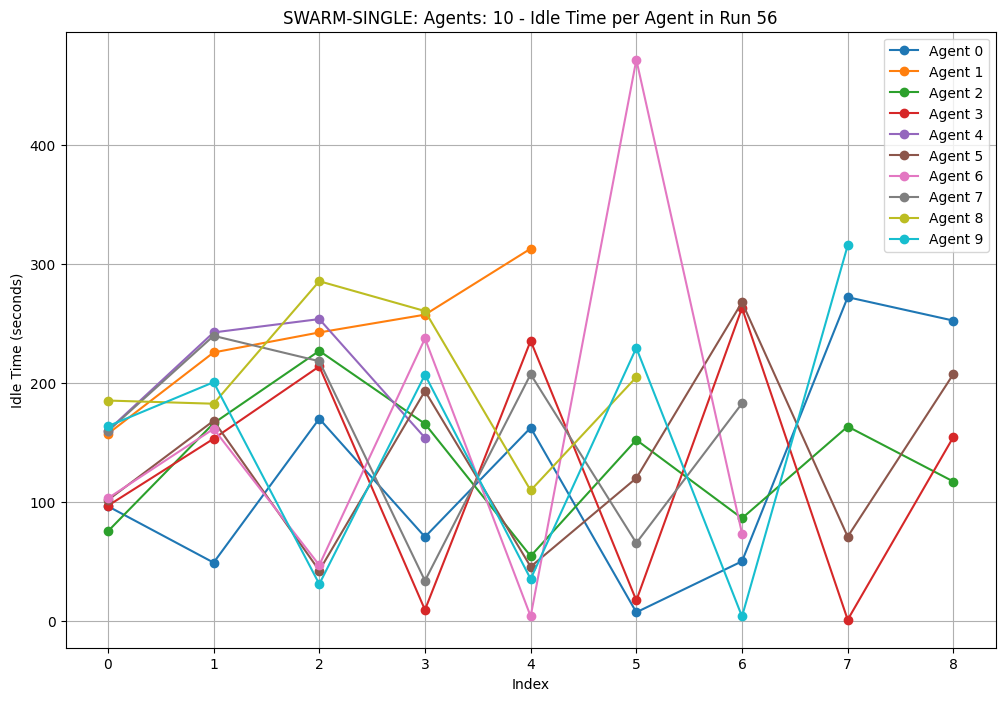 SWARM-SINGLE: Agents: 10 - Idle Time per Agent in Run 56
Idle Time (seconds)
400
300
200
100
0
0 1 2 3 4 5 6 7 8
Index
Agent 0
Agent 1
Agent 2
Agent 3
Agent 4
Agent 5
Agent 6
Agent 7
Agent 8
Agent 9